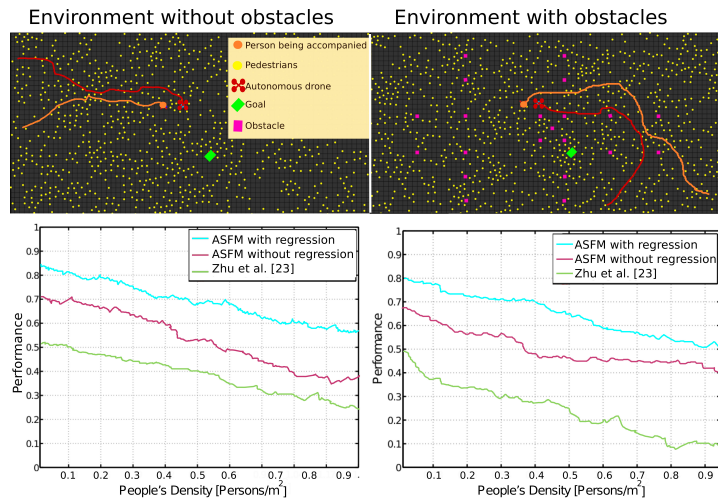 Environment without obstacles
Environment with obstacles
Person being accompanied
Pedestrians
Autonomous drone
Goal
Obstacle
1
0.9
0.8
0.7
0.6
0.5
0.4
0.3
0.2
0.1
0
Performance
ASFM with regression
ASFM without regression
Zhu et al. [23]
0.1 0.2 0.3 0.4 0.5 0.6 0.7 0.8 0.9
People's Density [Persons/m²]
1
0.9
0.8
0.7
0.6
0.5
0.4
0.3
0.2
0.1
0
Performance
ASFM with regression
ASFM without regression
Zhu et al. [23]
0.1 0.2 0.3 0.4 0.5 0.6 0.7 0.8 0.9
People's Density [Persons/m²]